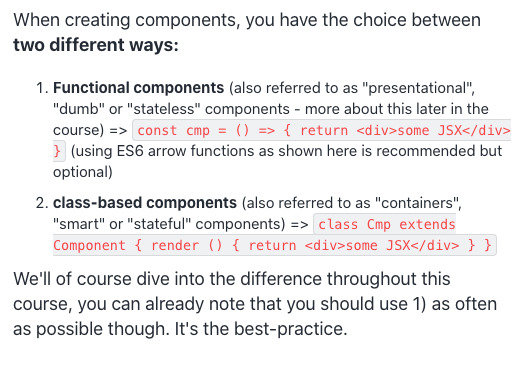 When creating components, you have the choice between
two different ways:
1. Functional components (also referred to as "presentational",
"dumb" or "stateless" components - more about this later in the
course) => const cmp = () => { return <div>some JSX</div>
} (using ES6 arrow functions as shown here is recommended but
optional)
2. class-based components (also referred to as "containers",
"smart" or "stateful" components) => class Cmp extends
Component { render () { return <div>some JSX</div> } }
We'll of course dive into the difference throughout this
course, you can already note that you should use 1) as often
as possible though. It's the best-practice.